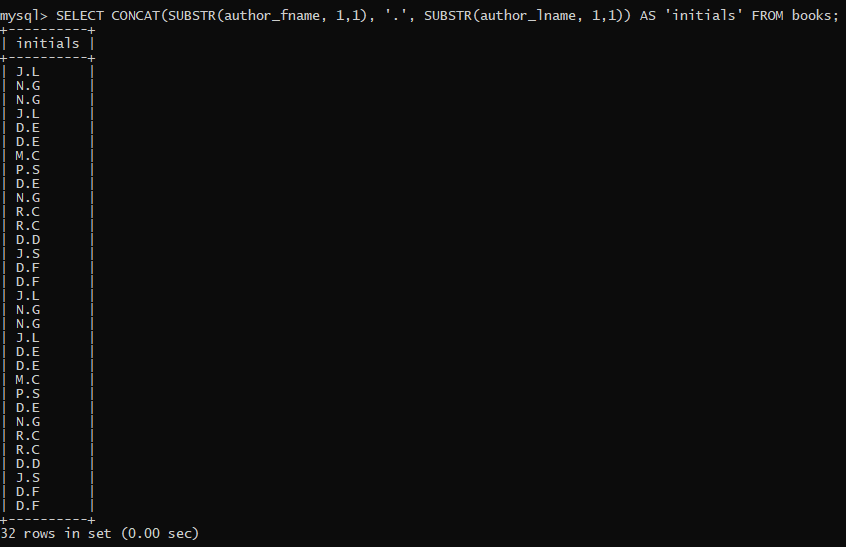 mysql> SELECT CONCAT(SUBSTR(author_fname, 1,1), '.', SUBSTR(author_lname, 1,1)) AS 'initials' FROM books;
+----------+
| initials |
+----------+
| J.L      |
| N.G      |
| N.G      |
| J.L      |
| D.E      |
| D.E      |
| M.C      |
| P.S      |
| D.E      |
| N.G      |
| R.C      |
| R.C      |
| D.D      |
| J.S      |
| D.F      |
| D.F      |
| J.L      |
| N.G      |
| N.G      |
| J.L      |
| D.E      |
| D.E      |
| M.C      |
| P.S      |
| D.E      |
| N.G      |
| R.C      |
| R.C      |
| D.D      |
| J.S      |
| D.F      |
| D.F      |
+----------+
32 rows in set (0.00 sec)